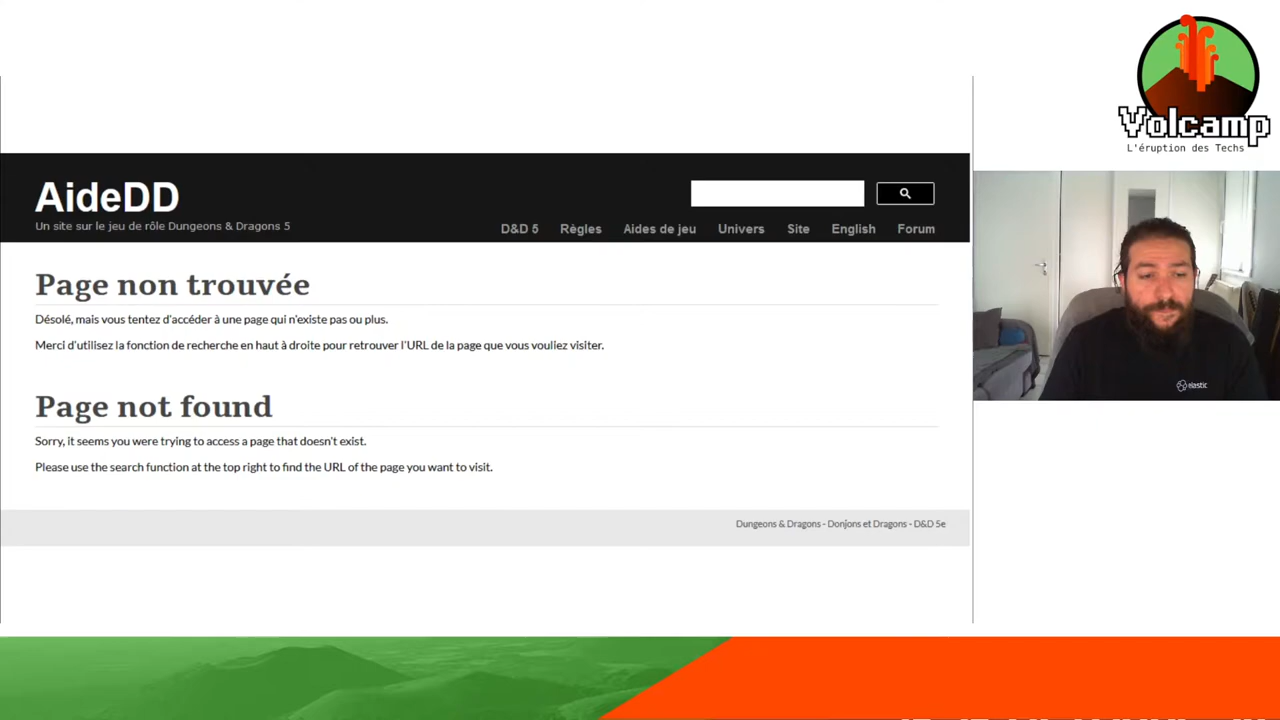 Volcamp
L'éruption des Techs
AideDD
Un site sur le jeu de rôle Dungeons & Dragons 5
D&D 5 Règles Aides de jeu Univers Site English Forum
Page non trouvée
Désolé, mais vous tentez d'accéder à une page qui n'existe pas ou plus.
Merci d'utilisez la fonction de recherche en haut à droite pour retrouver l'URL de la page que vous vouliez visiter.
Page not found
Sorry, it seems you were trying to access a page that doesn't exist.
Please use the search function at the top right to find the URL of the page you want to visit.
Dungeons & Dragons - Donjons et Dragons - D&D 5e
elastic